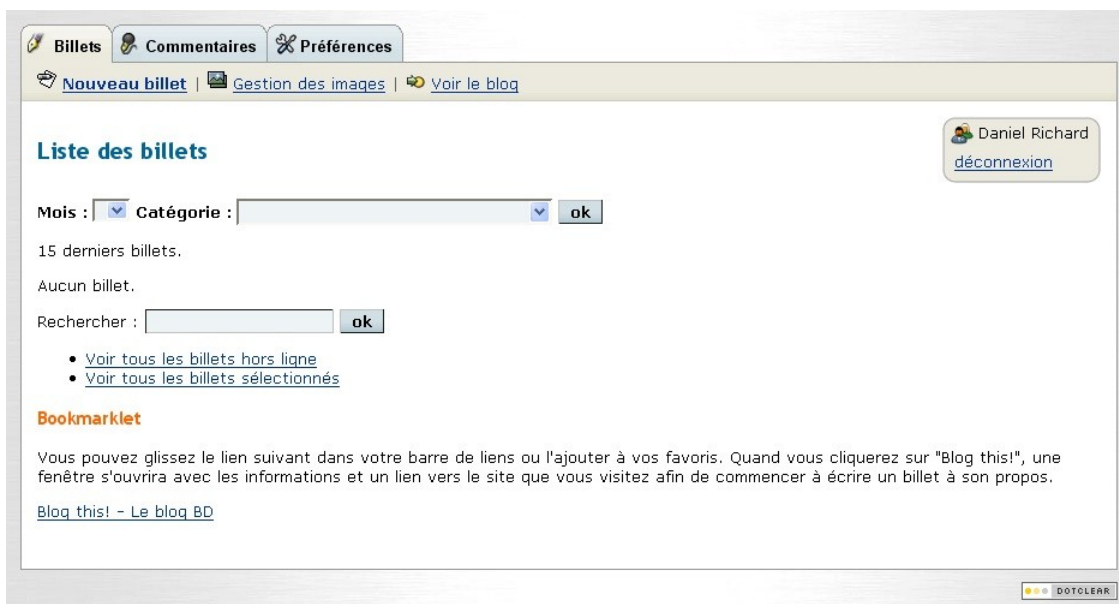 Billets Commentaires Préférences
Nouveau billet | Gestion des images | Voir le blog
Daniel Richard
déconnexion
Liste des billets
Mois : Catégorie : ok
15 derniers billets.
Aucun billet.
Rechercher : ok
• Voir tous les billets hors ligne
• Voir tous les billets sélectionnés
Bookmarklet
Vous pouvez glissez le lien suivant dans votre barre de liens ou l'ajouter à vos favoris. Quand vous cliquerez sur "Blog this!", une
fenêtre s'ouvrira avec les informations et un lien vers le site que vous visitez afin de commencer à écrire un billet à son propos.
Blog this! - Le blog BD
DOTCLEAR